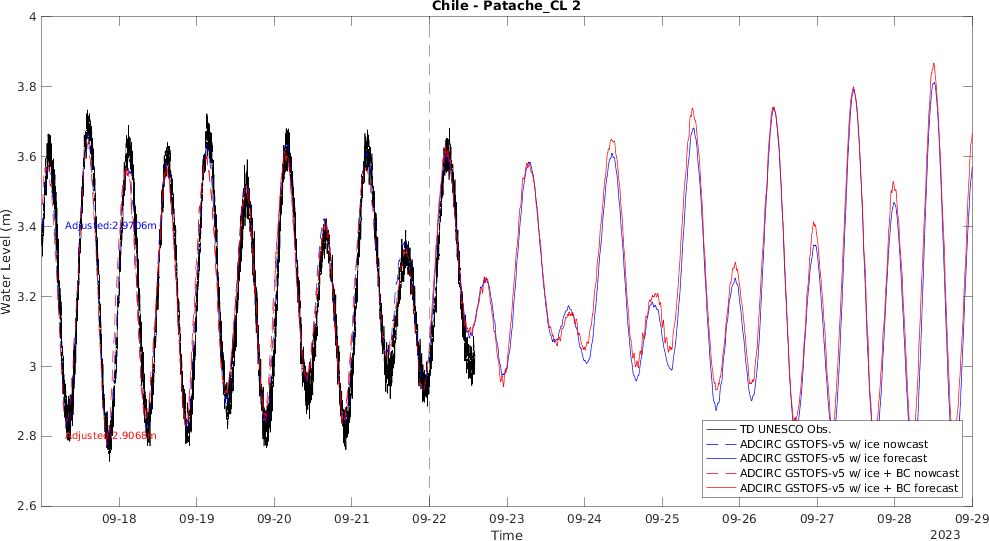 Chile - Patache_CL 2
Water Level (m)
4
3.8
3.6
3.4
3.2
3
2.8
2.6
Adjusted:2.9706m
Adjusted:2.9068m
TD UNESCO Obs.
ADCIRC GSTOFS-v5 w/ ice nowcast
ADCIRC GSTOFS-v5 w/ ice forecast
ADCIRC GSTOFS-v5 w/ ice + BC nowcast
ADCIRC GSTOFS-v5 w/ ice + BC forecast
09-18 09-19 09-20 09-21 09-22 09-23 09-24 09-25 09-26 09-27 09-28 09-29
Time
2023